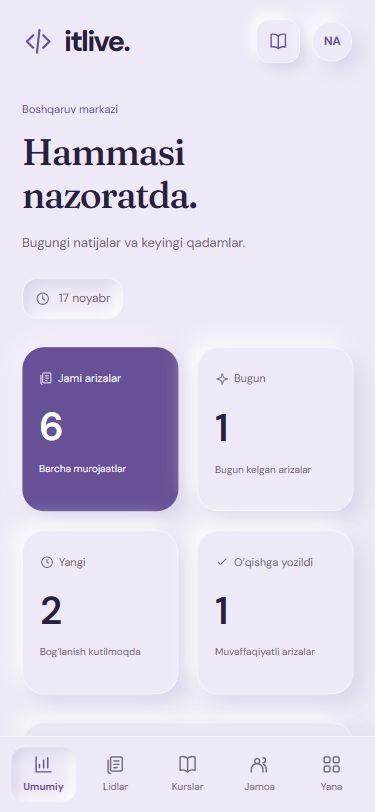 </> itlive.
NA
Boshqaruv markazi
Hammasi
nazoratda.
Bugungi natijalar va keyingi qadamlar.
17 noyabr
Jami arizalar
6
Barcha murojaatlar
Bugun
1
Bugun kelgan arizalar
Yangi
2
Bog‘lanish kutilmoqda
O‘qishga yozildi
1
Muvaffaqiyatli arizalar
Umumiy
Lidlar
Kurslar
Jamoa
Yana